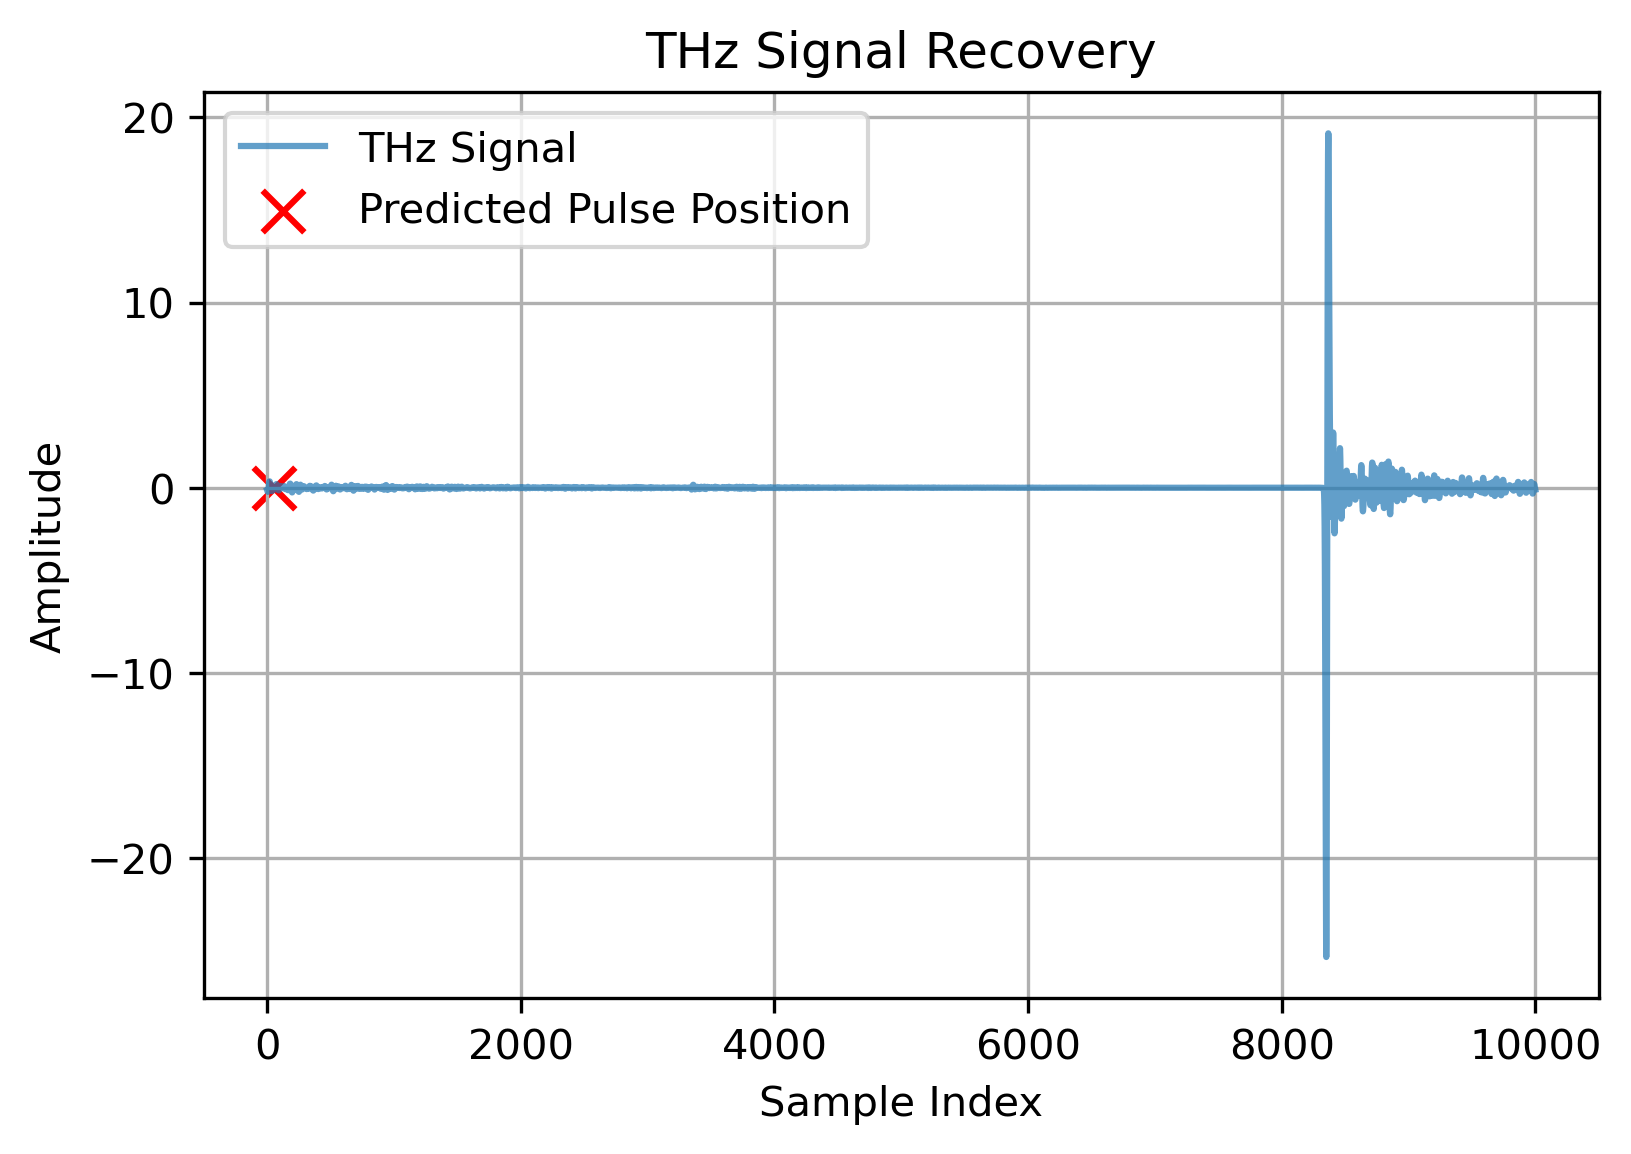 THz Signal Recovery
THz Signal
Predicted Pulse Position
20
10
0
−10
−20
Amplitude
0 2000 4000 6000 8000 10000
Sample Index